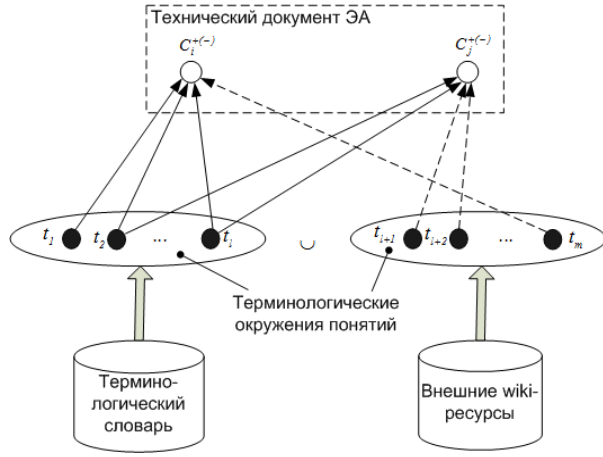 Технический документ ЭА
C_i^{+(-)} C_j^{+(-)}
t_1 t_2 ... t_i ∪ t_{i+1} t_{i+2} ... t_m
Терминологические
окружения понятий
Термино-
логический
словарь
Внешние wiki-
ресурсы